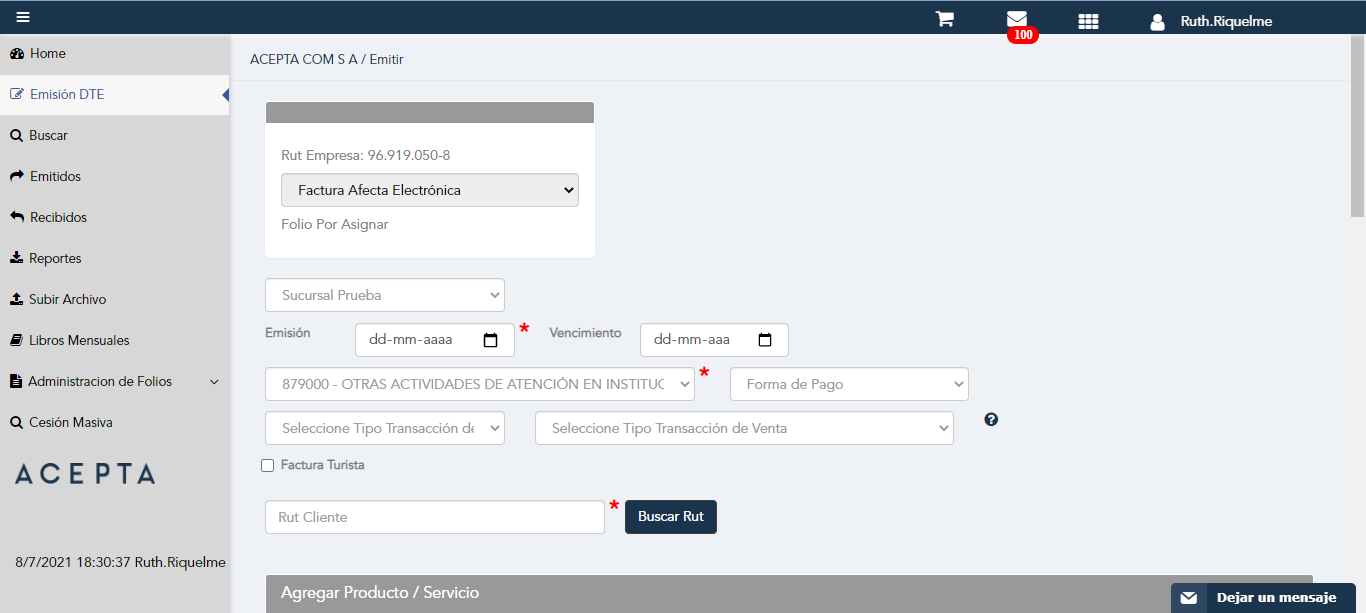 Ruth.Riquelme
100
Home
Emisión DTE
Buscar
Emitidos
Recibidos
Reportes
Subir Archivo
Libros Mensuales
Administracion de Folios
Cesión Masiva
ACEPTA
8/7/2021 18:30:37 Ruth.Riquelme
ACEPTA COM S A / Emitir
Rut Empresa: 96.919.050-8
Factura Afecta Electrónica
Folio Por Asignar
Sucursal Prueba
Emisión dd-mm-aaaa * Vencimiento dd-mm-aaa
879000 - OTRAS ACTIVIDADES DE ATENCIÓN EN INSTITUC * Forma de Pago
Seleccione Tipo Transacción de Seleccione Tipo Transacción de Venta ?
Factura Turista
Rut Cliente * Buscar Rut
Agregar Producto / Servicio
Dejar un mensaje